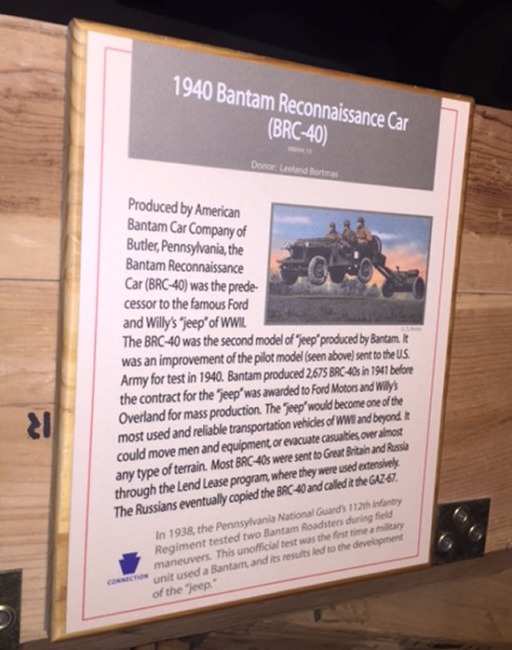 1940 Bantam Reconnaissance Car
(BRC-40)
Donor: Leeland Bortmas
Produced by American
Bantam Car Company of
Butler, Pennsylvania, the
Bantam Reconnaissance
Car (BRC-40) was the prede-
cessor to the famous Ford
and Willy's "jeep" of WWII.
U.S. Army
The BRC-40 was the second model of "jeep" produced by Bantam. It
was an improvement of the pilot model (seen above) sent to the U.S.
Army for test in 1940. Bantam produced 2,675 BRC-40s in 1941 before
the contract for the "jeep" was awarded to Ford Motors and Willy's
Overland for mass production. The "jeep" would become one of the
most used and reliable transportation vehicles of WWII and beyond. It
could move men and equipment, or evacuate casualties, over almost
any type of terrain. Most BRC-40s were sent to Great Britain and Russia
through the Lend Lease program, where they were used extensively.
The Russians eventually copied the BRC-40 and called it the GAZ-67.
CONNECTION
In 1938, the Pennsylvania National Guard's 112th Infantry
Regiment tested two Bantam Roadsters during field
maneuvers. This unofficial test was the first time a military
unit used a Bantam, and its results led to the development
of the "jeep."